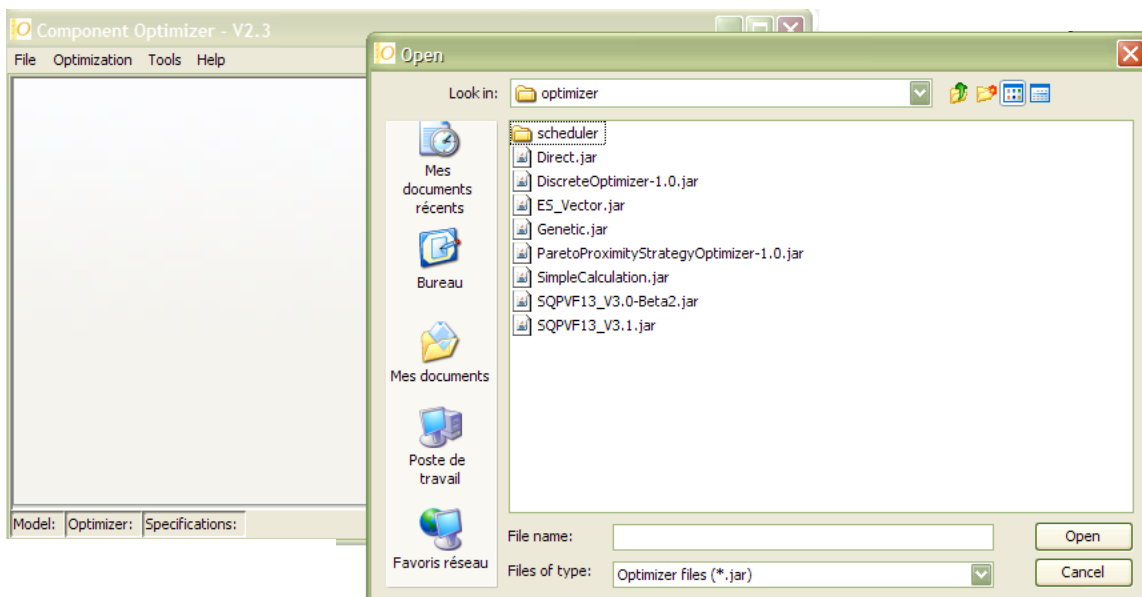 Component Optimizer - V2.3
File Optimization Tools Help
Model: Optimizer: Specifications:
Open
Look in: optimizer
Mes
documents
récents
Bureau
Mes documents
Poste de
travail
Favoris réseau
scheduler
Direct.jar
DiscreteOptimizer-1.0.jar
ES_Vector.jar
Genetic.jar
ParetoProximityStrategyOptimizer-1.0.jar
SimpleCalculation.jar
SQPVF13_V3.0-Beta2.jar
SQPVF13_V3.1.jar
File name: Open
Files of type: Optimizer files (*.jar) Cancel